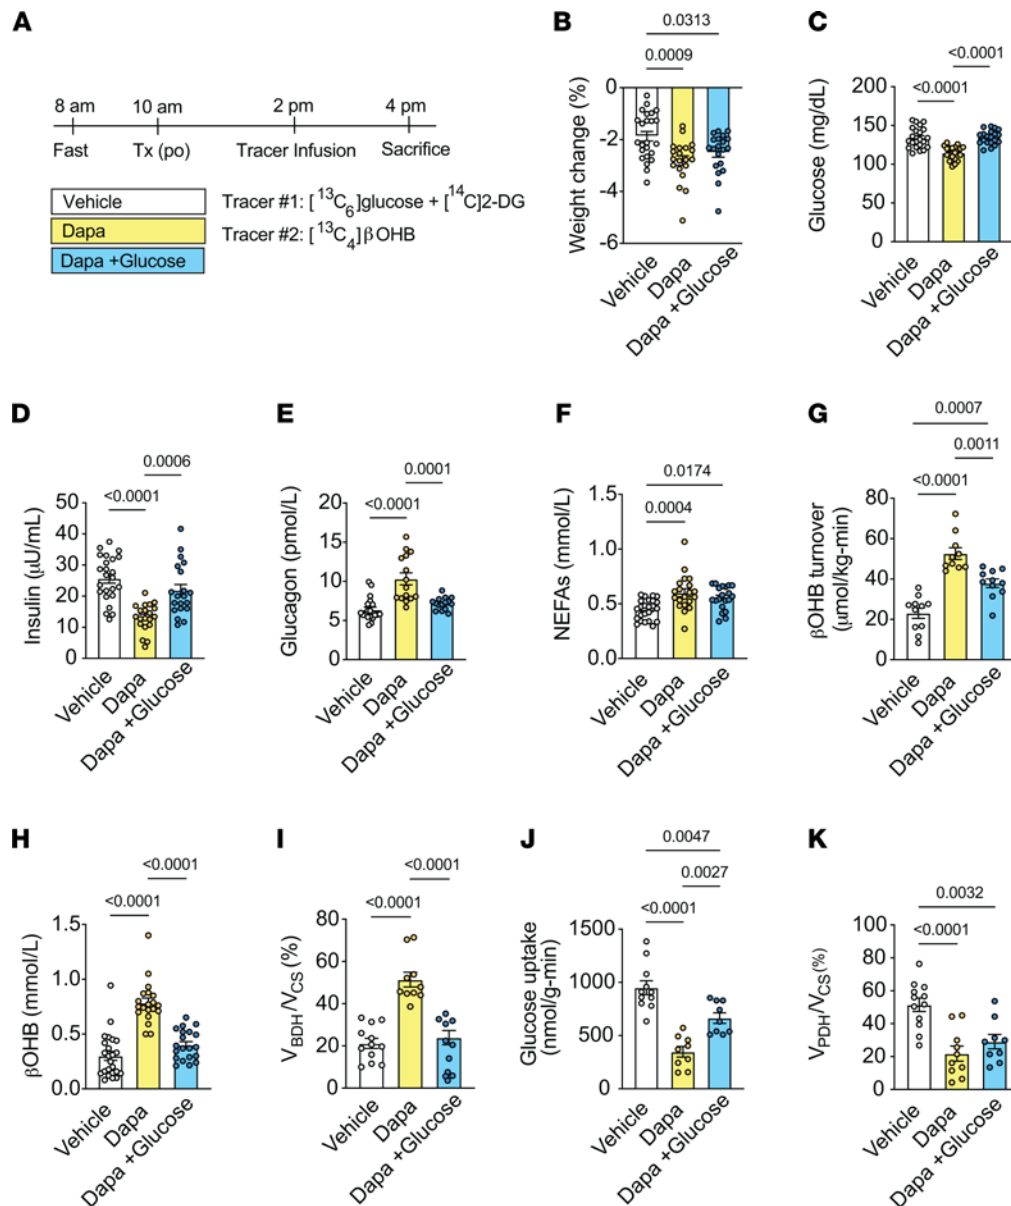 A
8 am 10 am 2 pm 4 pm
Fast Tx (po) Tracer Infusion Sacrifice
Vehicle
Dapa
Dapa +Glucose
Tracer #1: [13C6]glucose + [14C]2-DG
Tracer #2: [13C4]βOHB
B
0.0313
0.0009
Weight change (%)
0
-2
-4
-6
Vehicle
Dapa
Dapa +Glucose
C
<0.0001
<0.0001
Glucose (mg/dL)
200
150
100
50
0
Vehicle
Dapa
Dapa +Glucose
D
0.0006
<0.0001
Insulin (μU/mL)
50
40
30
20
10
0
Vehicle
Dapa
Dapa +Glucose
E
0.0001
<0.0001
Glucagon (pmol/L)
20
15
10
5
0
Vehicle
Dapa
Dapa +Glucose
F
0.0174
0.0004
NEFAs (mmol/L)
1.5
1.0
0.5
0.0
Vehicle
Dapa
Dapa +Glucose
G
0.0007
0.0011
<0.0001
βOHB turnover
(μmol/kg-min)
80
60
40
20
0
Vehicle
Dapa
Dapa +Glucose
H
<0.0001
<0.0001
βOHB (mmol/L)
1.5
1.0
0.5
0.0
Vehicle
Dapa
Dapa +Glucose
I
<0.0001
<0.0001
VBDH/VCS (%)
80
60
40
20
0
Vehicle
Dapa
Dapa +Glucose
J
0.0047
0.0027
<0.0001
Glucose uptake
(nmol/g-min)
1500
1000
500
0
Vehicle
Dapa
Dapa +Glucose
K
0.0032
<0.0001
VPDH/VCS(%)
100
80
60
40
20
0
Vehicle
Dapa
Dapa +Glucose